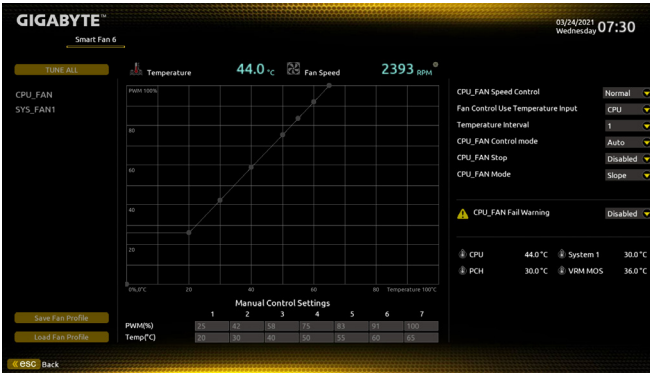 GIGABYTE™
03/24/2021
Wednesday 07:30
Smart Fan 6
TUNE ALL
CPU_FAN
SYS_FAN1
Temperature 44.0 °C Fan Speed 2393 RPM
PWM 100%
80
60
40
20
0%,0°C 20 40 60 80 Temperature 100°C
Manual Control Settings
1 2 3 4 5 6 7
PWM(%) 25 42 58 75 83 91 100
Temp(°C) 20 30 40 50 55 60 65
Save Fan Profile
Load Fan Profile
CPU_FAN Speed Control Normal
Fan Control Use Temperature Input CPU
Temperature Interval 1
CPU_FAN Control mode Auto
CPU_FAN Stop Disabled
CPU_FAN Mode Slope
CPU_FAN Fail Warning Disabled
CPU 44.0°C System 1 30.0°C
PCH 30.0°C VRM MOS 36.0°C
esc Back